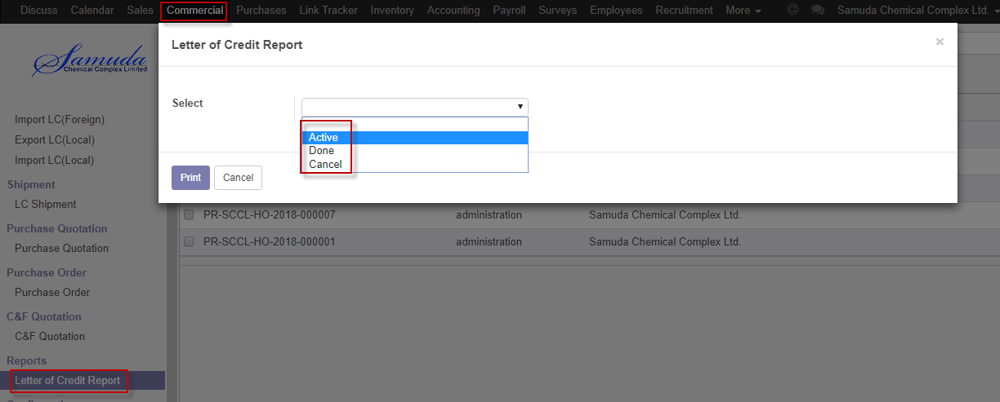 Discuss Calendar Sales Commercial Purchases Link Tracker Inventory Accounting Payroll Surveys Employees Recruitment More @ Samuda Chemical Complex Ltd.
Letter of Credit Report ×
Samuda
Chemical Complex Limited
Select
Active
Done
Cancel
Print Cancel
Import LC(Foreign)
Export LC(Local)
Import LC(Local)
Shipment
LC Shipment
Purchase Quotation
Purchase Quotation
Purchase Order
Purchase Order
C&F Quotation
C&F Quotation
Reports
Letter of Credit Report
PR-SCCL-HO-2018-000007 administration Samuda Chemical Complex Ltd.
PR-SCCL-HO-2018-000001 administration Samuda Chemical Complex Ltd.